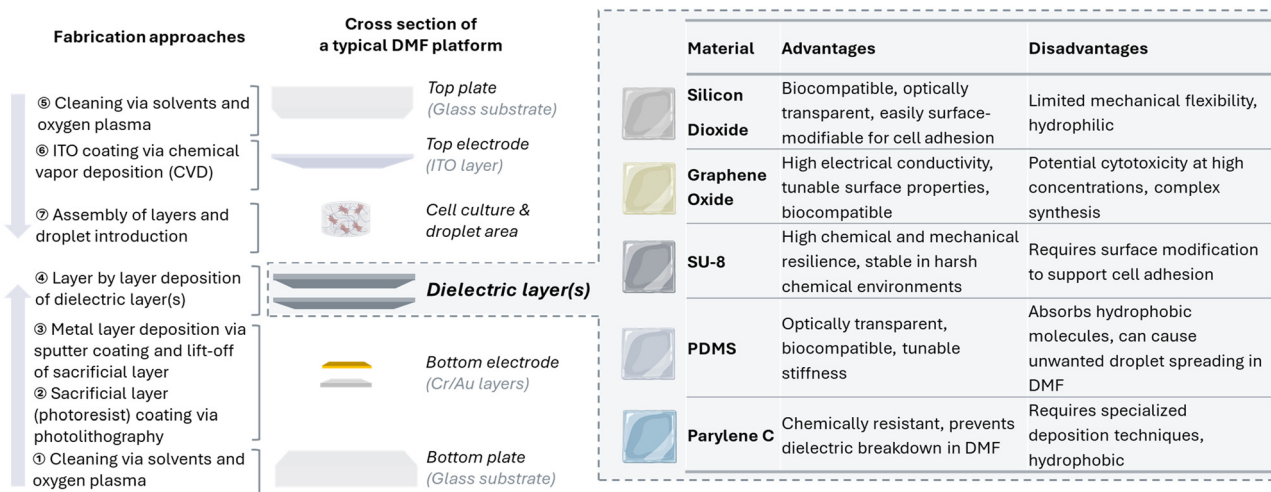 Fabrication approaches
Cross section of
a typical DMF platform
⑤ Cleaning via solvents and
oxygen plasma
⑥ ITO coating via chemical
vapor deposition (CVD)
⑦ Assembly of layers and
droplet introduction
④ Layer by layer deposition
of dielectric layer(s)
③ Metal layer deposition via
sputter coating and lift-off
of sacrificial layer
② Sacrificial layer
(photoresist) coating via
photolithography
① Cleaning via solvents and
oxygen plasma
Top plate
(Glass substrate)
Top electrode
(ITO layer)
Cell culture &
droplet area
Dielectric layer(s)
Bottom electrode
(Cr/Au layers)
Bottom plate
(Glass substrate)
Material
Advantages
Disadvantages
Silicon
Dioxide
Biocompatible, optically
transparent, easily surface-
modifiable for cell adhesion
Limited mechanical flexibility,
hydrophilic
Graphene
Oxide
High electrical conductivity,
tunable surface properties,
biocompatible
Potential cytotoxicity at high
concentrations, complex
synthesis
SU-8
High chemical and mechanical
resilience, stable in harsh
chemical environments
Requires surface modification
to support cell adhesion
PDMS
Optically transparent,
biocompatible, tunable
stiffness
Absorbs hydrophobic
molecules, can cause
unwanted droplet spreading in
DMF
Parylene C
Chemically resistant, prevents
dielectric breakdown in DMF
Requires specialized
deposition techniques,
hydrophobic